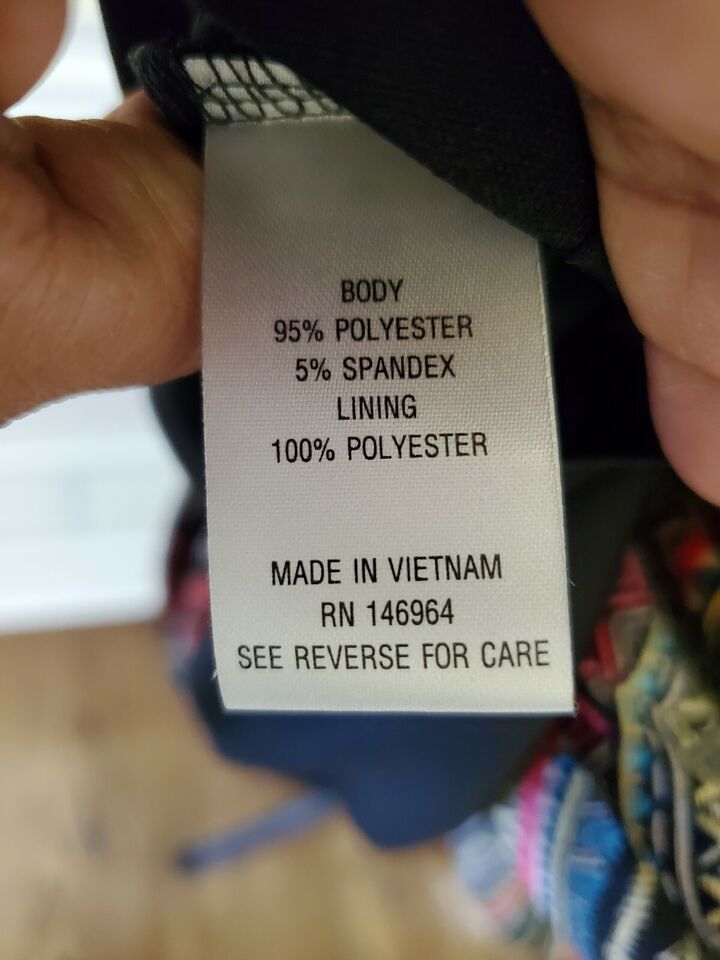 BODY
95% POLYESTER
5% SPANDEX
LINING
100% POLYESTER
MADE IN VIETNAM
RN 146964
SEE REVERSE FOR CARE